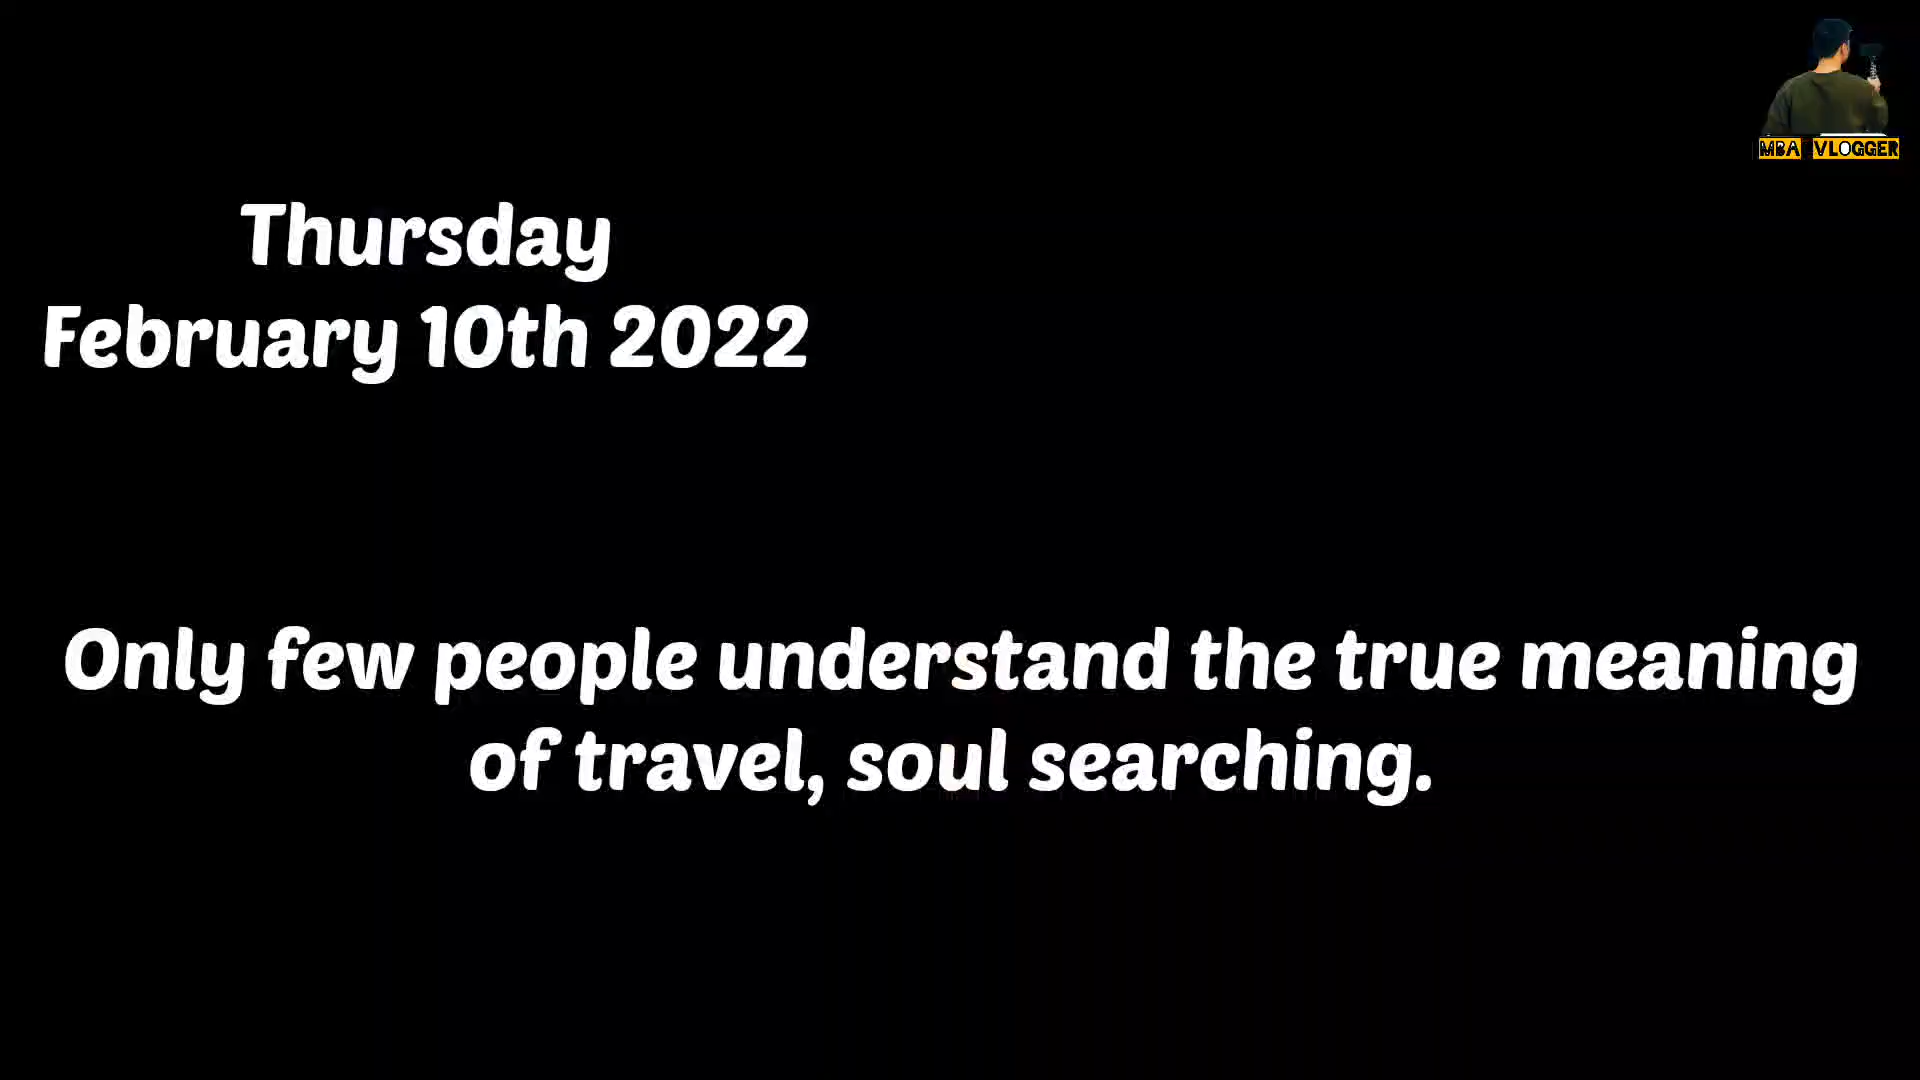 MBA VLOGGER
Thursday
February 10th 2022
Only few people understand the true meaning
of travel, soul searching.